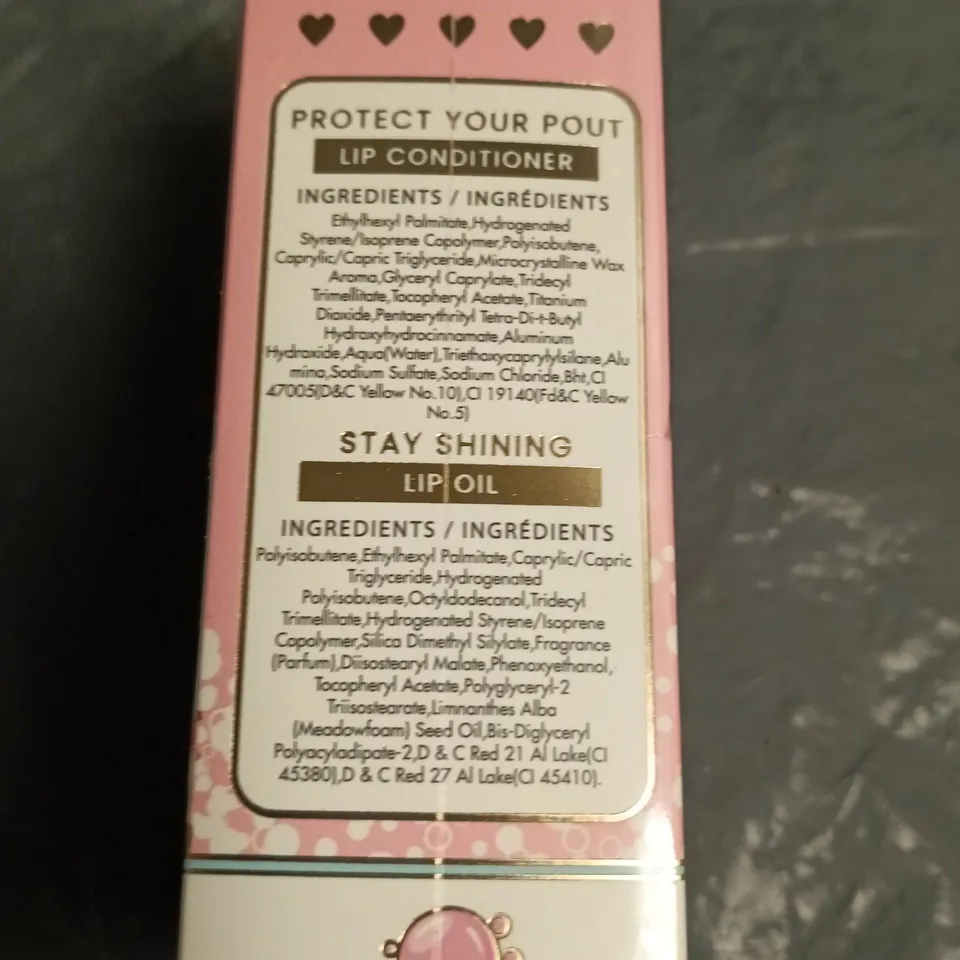 PROTECT YOUR POUT
LIP CONDITIONER
INGREDIENTS / INGRÉDIENTS
Ethylhexyl Palmitate,Hydrogenated
Styrene/Isoprene Copolymer,Polyisobutene,
Caprylic/Capric Triglyceride,Microcrystalline Wax
Aroma,Glyceryl Caprylate,Tridecyl
Trimellitate,Tocopheryl Acetate,Titanium
Dioxide,Pentaerythrityl Tetra-Di-t-Butyl
Hydroxyhydrocinnamate,Aluminum
Hydroxide,Aqua(Water),Triethoxycaprylylsilane,Alu
mina,Sodium Sulfate,Sodium Chloride,Bht,CI
47005(D&C Yellow No.10),CI 19140(Fd&C Yellow
No.5)
STAY SHINING
LIP OIL
INGREDIENTS / INGRÉDIENTS
Polyisobutene,Ethylhexyl Palmitate,Caprylic/Capric
Triglyceride,Hydrogenated
Polyisobutene,Octyldodecanol,Tridecyl
Trimellitate,Hydrogenated Styrene/Isoprene
Copolymer,Silica Dimethyl Silylate,Fragrance
(Parfum),Diisostearyl Malate,Phenoxyethanol,
Tocopheryl Acetate,Polyglyceryl-2
Triisostearate,Limnanthes Alba
(Meadowfoam) Seed Oil,Bis-Diglyceryl
Polyacyladipate-2,D & C Red 21 Al Lake(CI
45380),D & C Red 27 Al Lake(CI 45410).